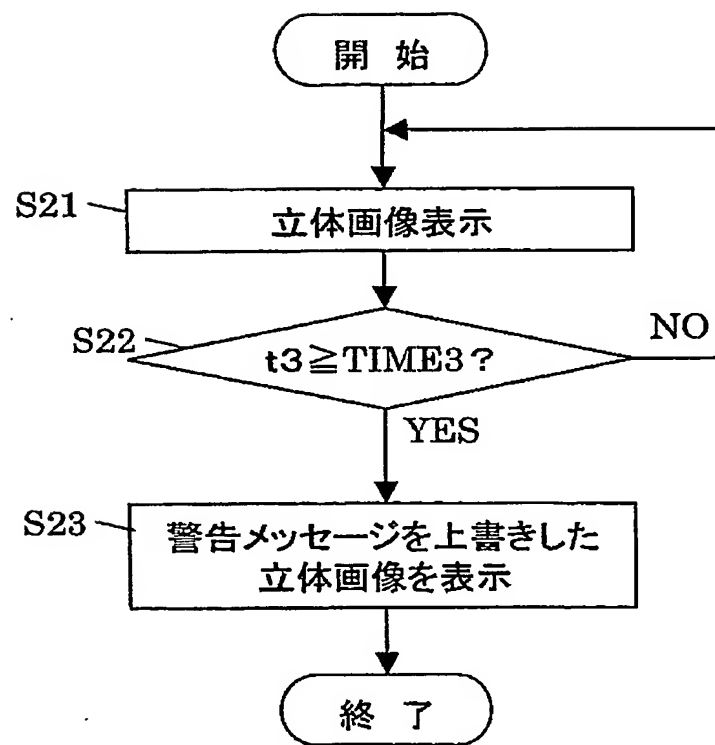 開始
S21
立体画像表示
S22
t3≧TIME3?
NO
YES
S23
警告メッセージを上書きした
立体画像を表示
終了